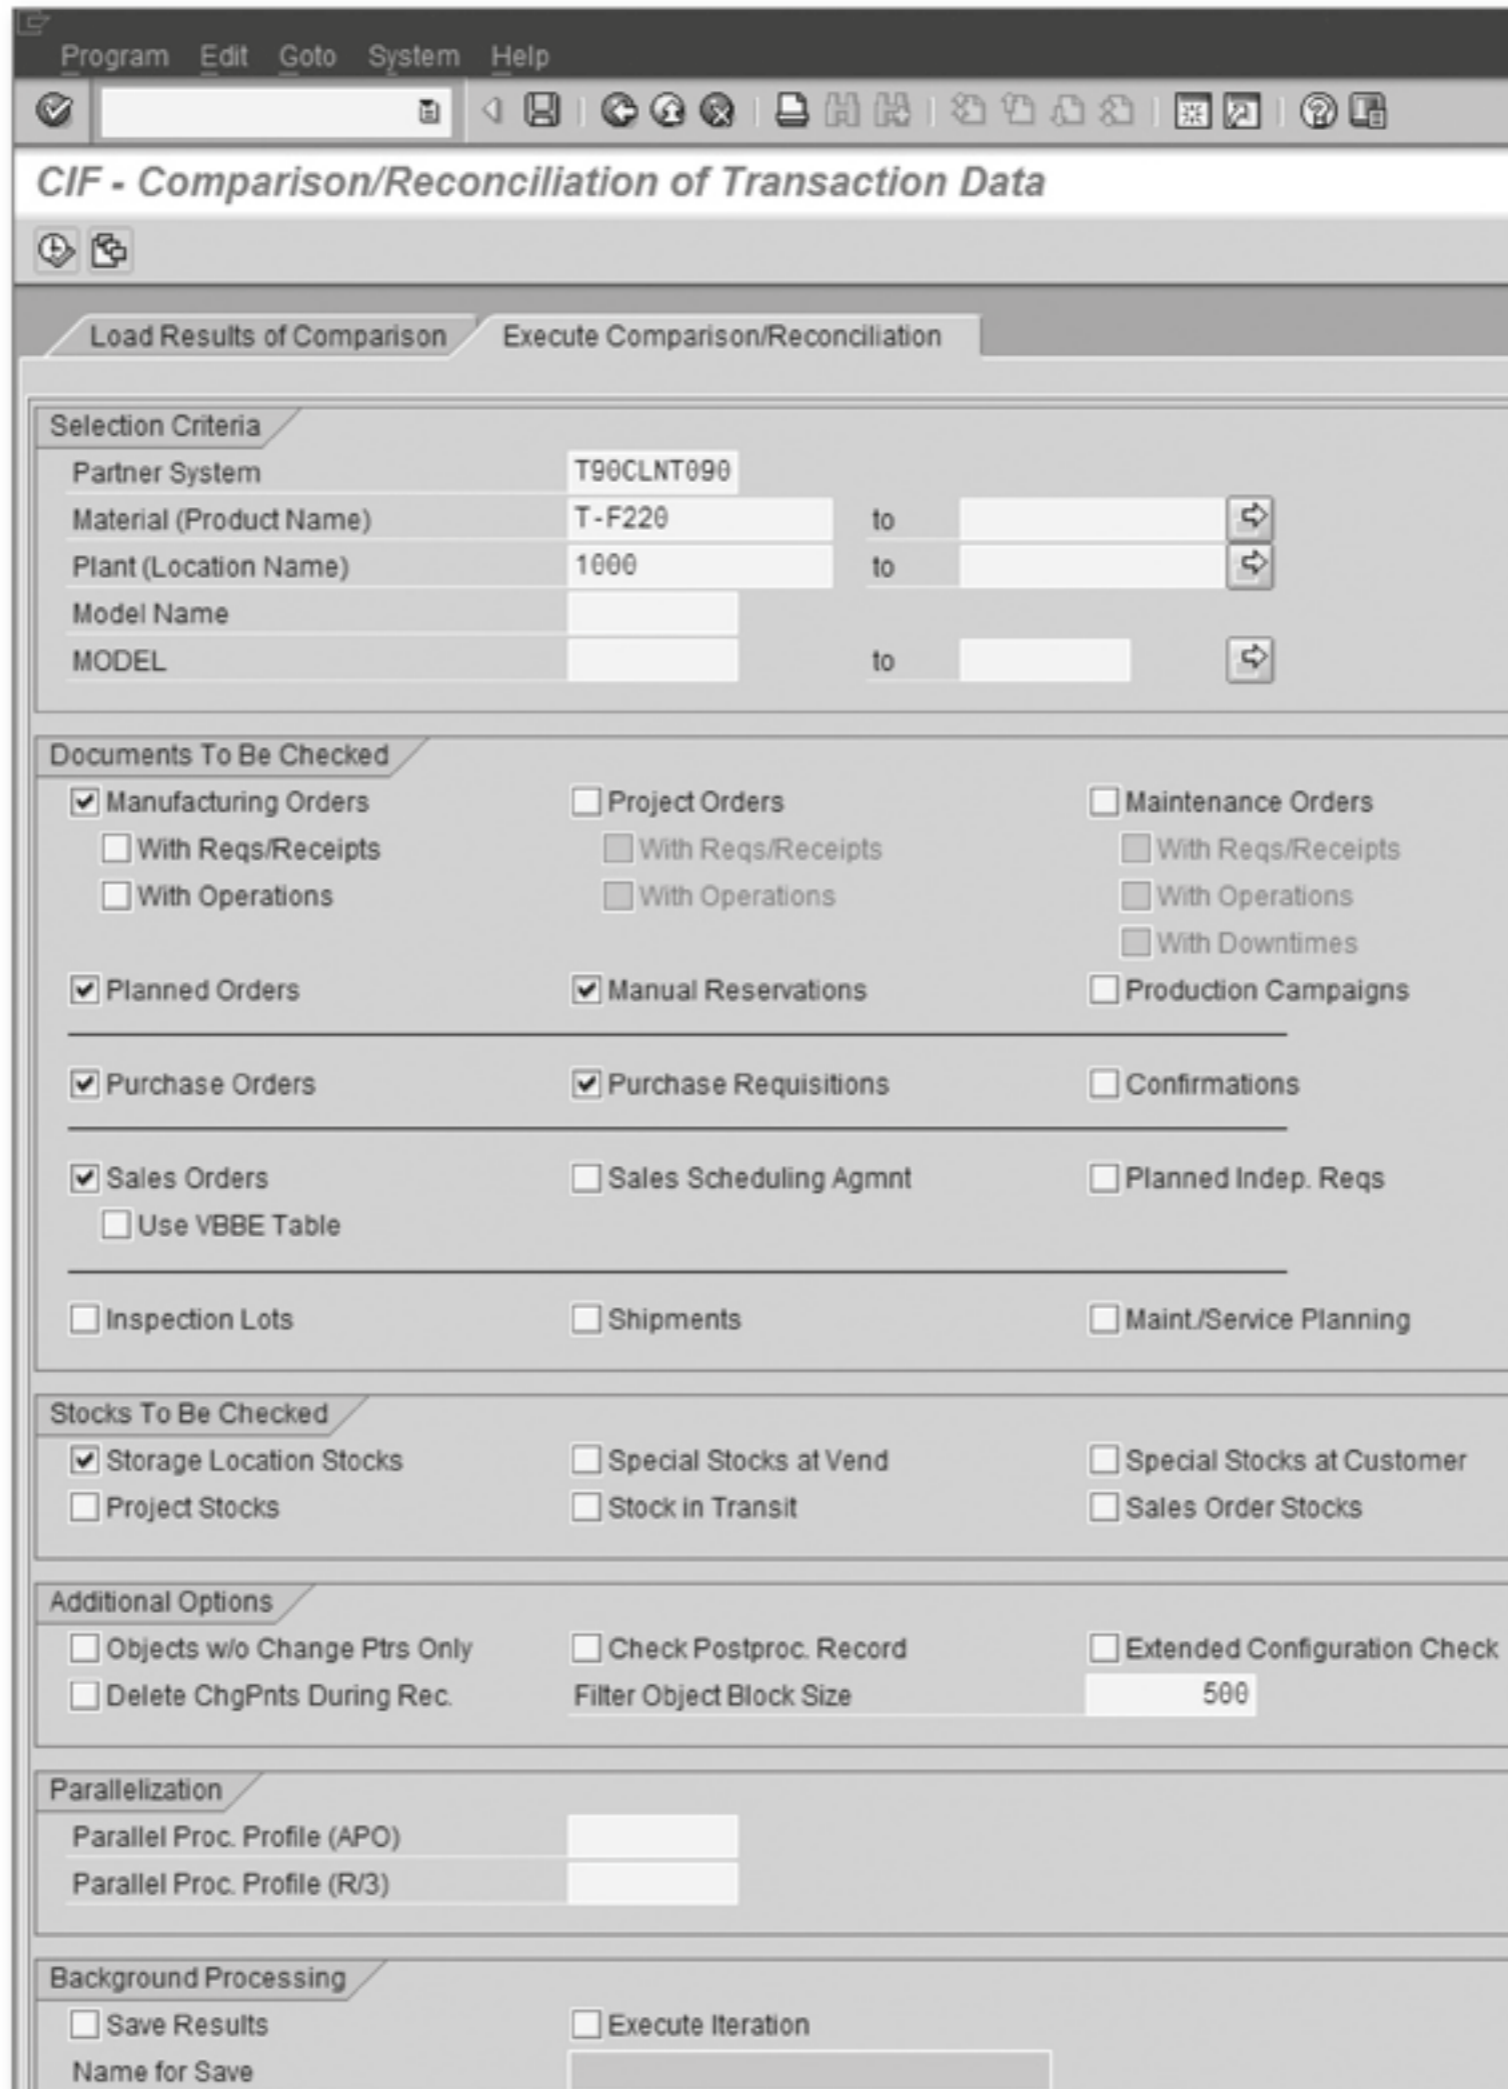 Program Edit Goto System Help
CIF - Comparison/Reconciliation of Transaction Data
Load Results of Comparison Execute Comparison/Reconciliation
Selection Criteria
Partner System T90CLNT090
Material (Product Name) T-F220 to
Plant (Location Name) 1000 to
Model Name
MODEL to
Documents To Be Checked
Manufacturing Orders Project Orders Maintenance Orders
With Reqs/Receipts With Reqs/Receipts With Reqs/Receipts
With Operations With Operations With Operations
With Downtimes
Planned Orders Manual Reservations Production Campaigns
Purchase Orders Purchase Requisitions Confirmations
Sales Orders Sales Scheduling Agmnt Planned Indep. Reqs
Use VBBE Table
Inspection Lots Shipments Maint./Service Planning
Stocks To Be Checked
Storage Location Stocks Special Stocks at Vend Special Stocks at Customer
Project Stocks Stock in Transit Sales Order Stocks
Additional Options
Objects w/o Change Ptrs Only Check Postproc. Record Extended Configuration Check
Delete ChgPnts During Rec. Filter Object Block Size 500
Parallelization
Parallel Proc. Profile (APO)
Parallel Proc. Profile (R/3)
Background Processing
Save Results Execute Iteration
Name for Save